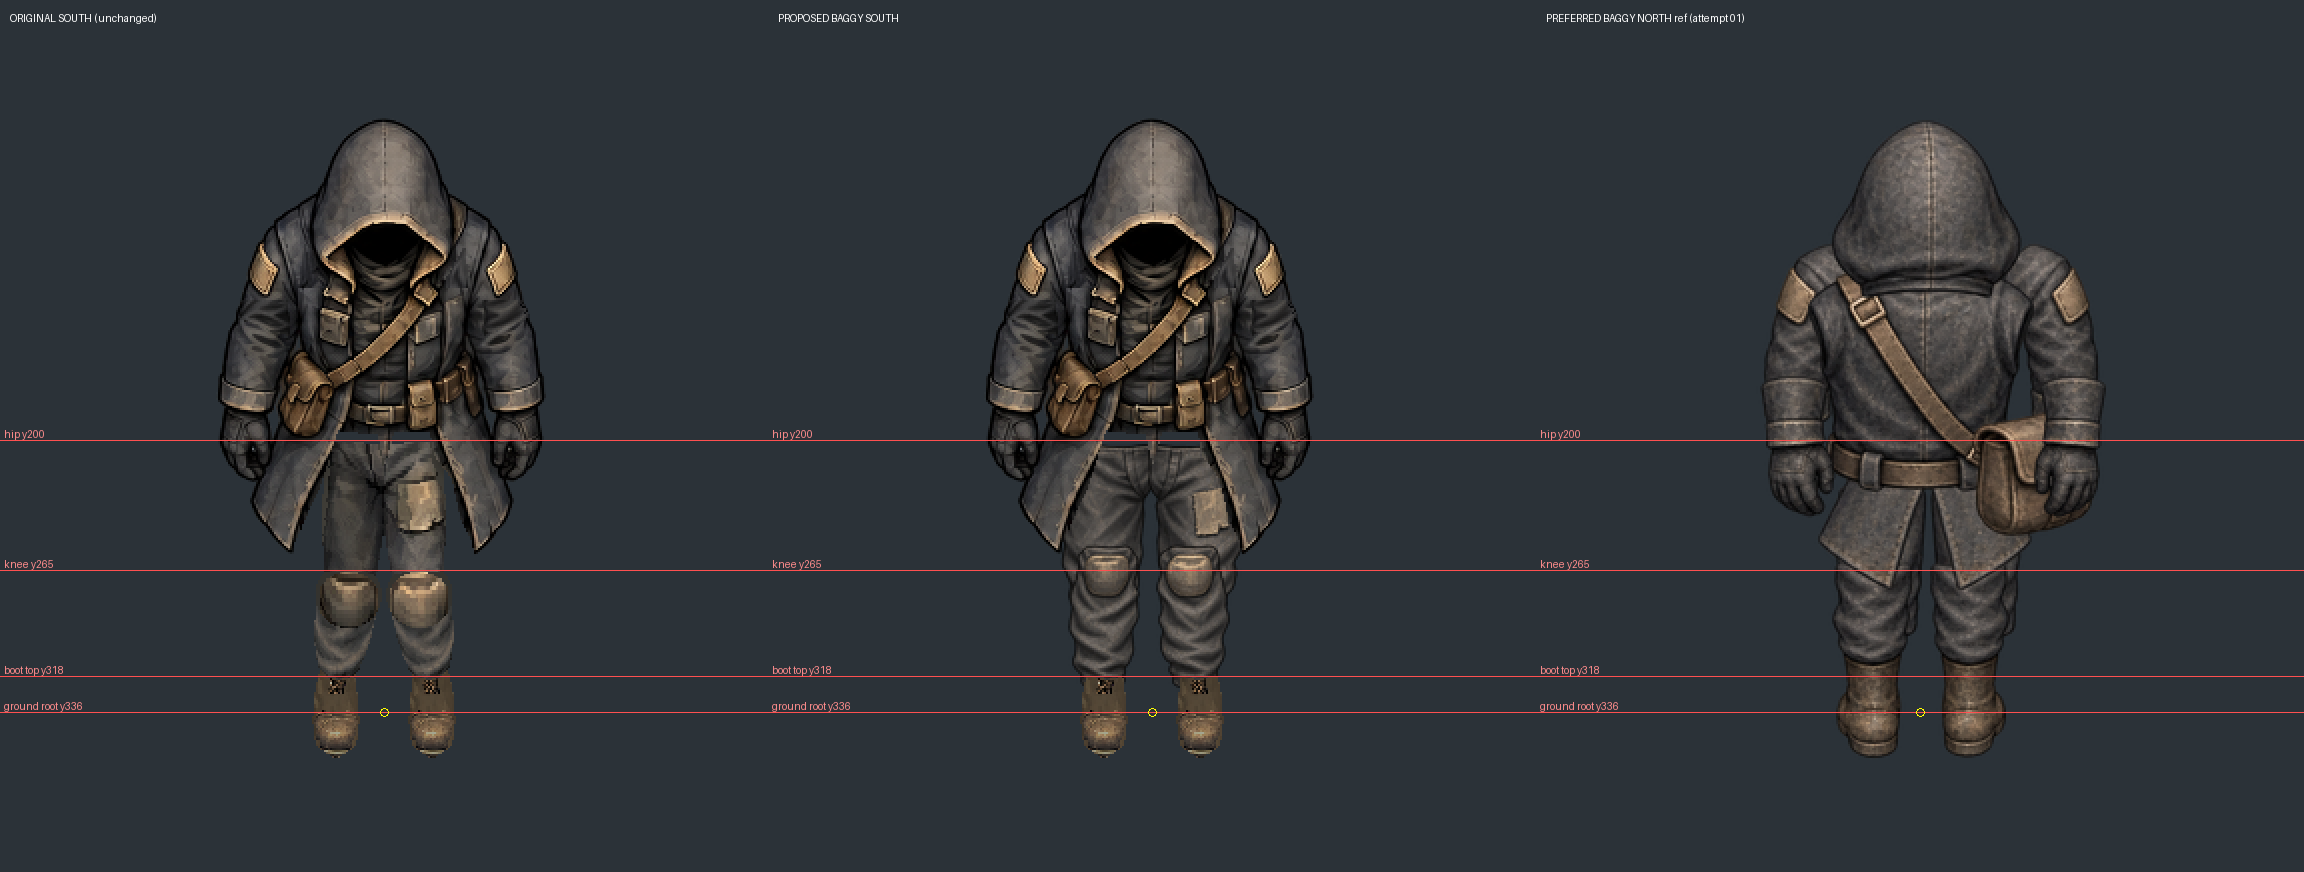 ORIGINAL SOUTH (unchanged)
PROPOSED BAGGY SOUTH
PREFERRED BAGGY NORTH ref (attempt 01)
hip y200
hip y200
hip y200
knee y265
knee y265
knee y265
boot top y318
boot top y318
boot top y318
ground root y336
ground root y336
ground root y336